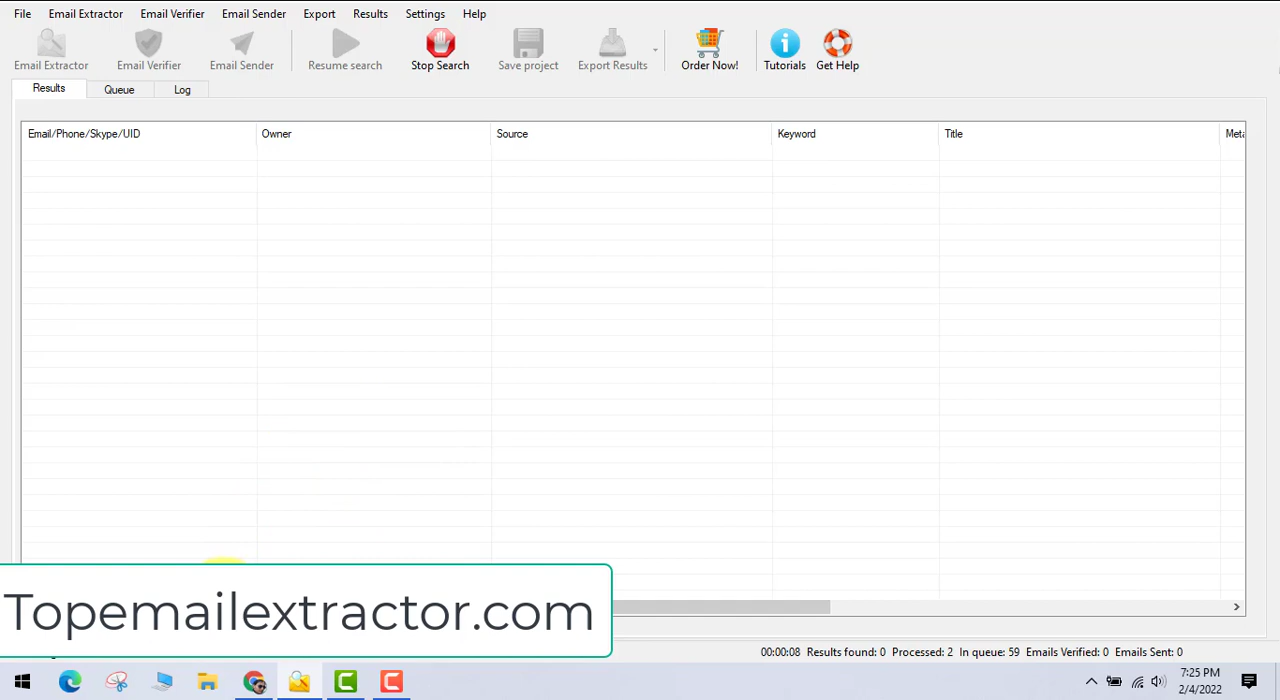 File Email Extractor Email Verifier Email Sender Export Results Settings Help
Email Extractor Email Verifier Email Sender Resume search Stop Search Save project Export Results Order Now! Tutorials Get Help
Results Queue Log
Email/Phone/Skype/UID Owner Source Keyword Title Meta
Topemailextractor.com
00:00:08 Results found: 0 Processed: 2 In queue: 59 Emails Verified: 0 Emails Sent: 0
7:25 PM
2/4/2022